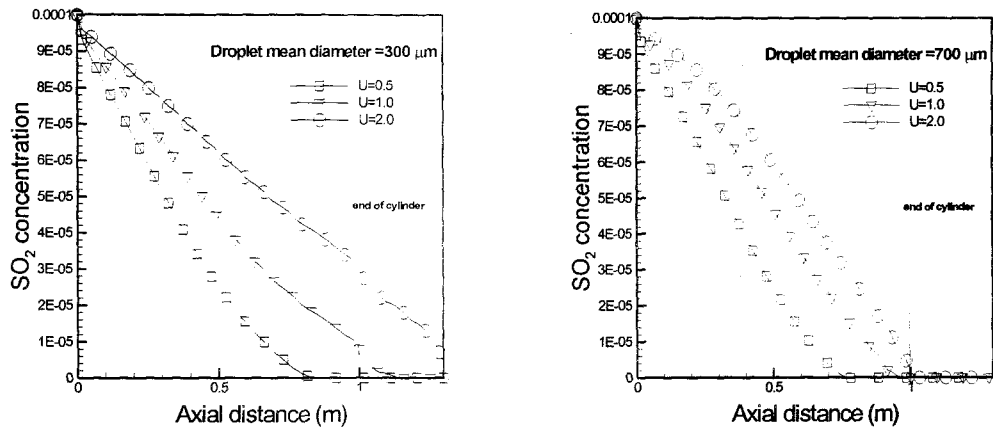 0.0001
Droplet mean diameter =300 μm
U=0.5
U=1.0
U=2.0
9E-05
8E-05
7E-05
6E-05
5E-05
4E-05
3E-05
2E-05
1E-05
0
SO2 concentration
end of cylinder
0.5
1
Axial distance (m)
0.0001
Droplet mean diameter =700 μm
U=0.5
U=1.0
U=2.0
9E-05
8E-05
7E-05
6E-05
5E-05
4E-05
3E-05
2E-05
1E-05
0
SO2 concentration
end of cylinder
0.5
1
Axial distance (m)